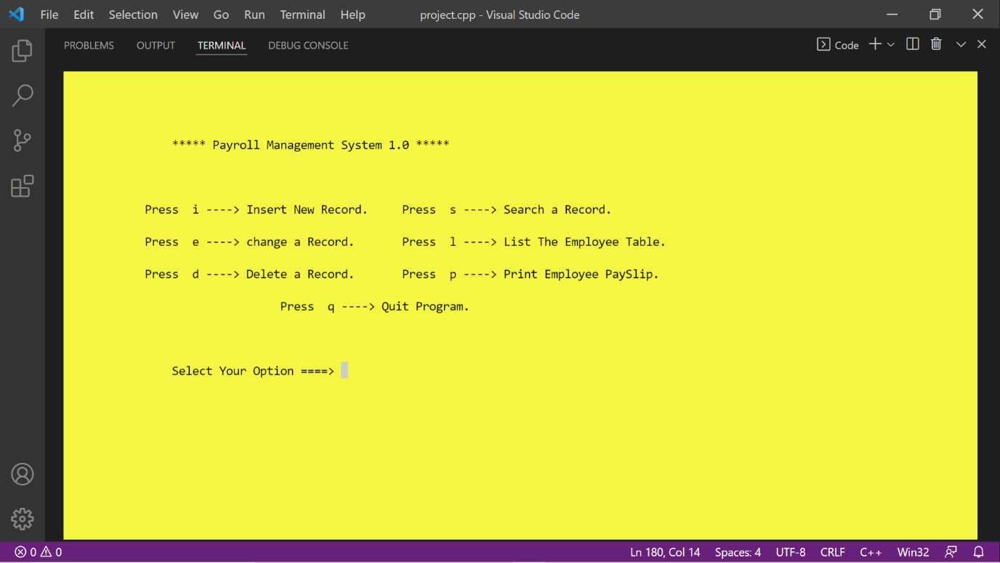 File Edit Selection View Go Run Terminal Help project.cpp - Visual Studio Code
PROBLEMS OUTPUT TERMINAL DEBUG CONSOLE Code
***** Payroll Management System 1.0 *****
Press i ----> Insert New Record. Press s ----> Search a Record.
Press e ----> change a Record. Press l ----> List The Employee Table.
Press d ----> Delete a Record. Press p ----> Print Employee PaySlip.
Press q ----> Quit Program.
Select Your Option ====>
0 0 Ln 180, Col 14 Spaces: 4 UTF-8 CRLF C++ Win32